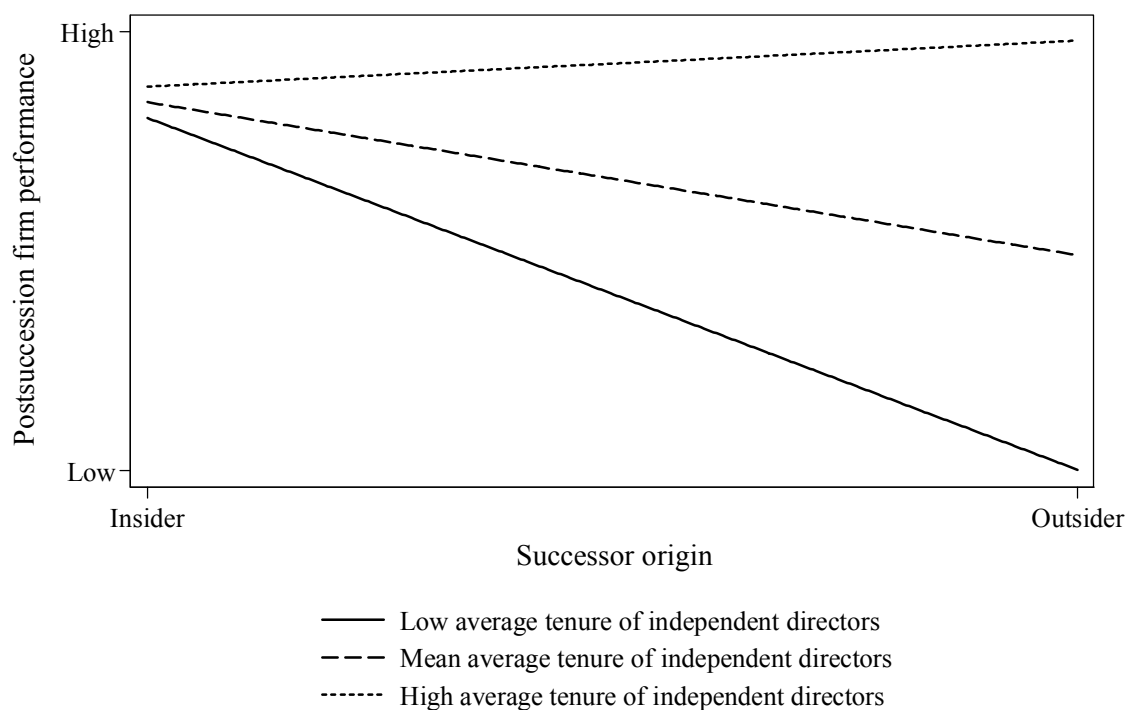 High
Postsuccession firm performance
Low
Insider
Outsider
Successor origin
Low average tenure of independent directors
Mean average tenure of independent directors
High average tenure of independent directors